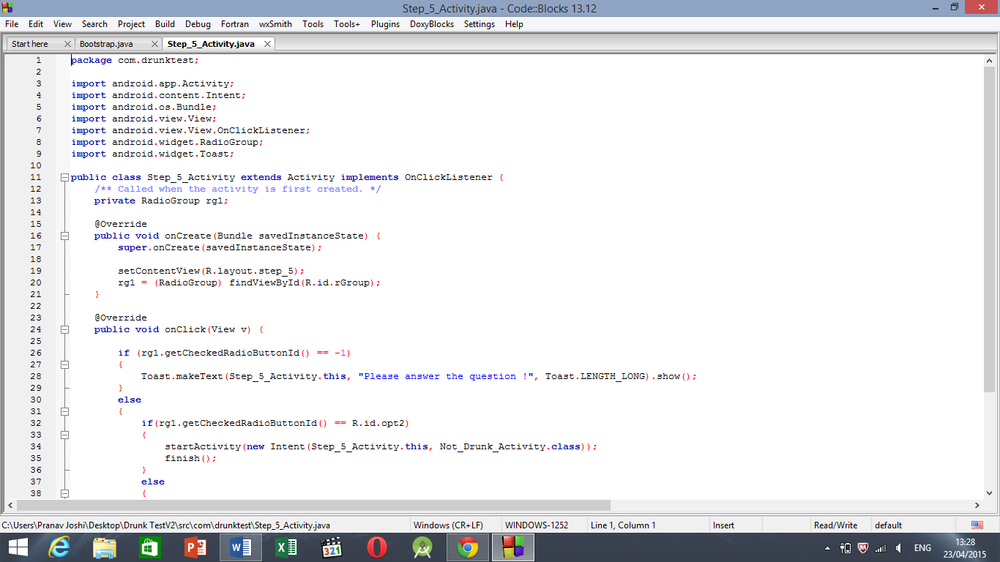 Step_5_Activity.java - Code::Blocks 13.12
File Edit View Search Project Build Debug Fortran wxSmith Tools Tools+ Plugins DoxyBlocks Settings Help
Start here Bootstrap.java Step_5_Activity.java
1 package com.drunktest;
2
3 import android.app.Activity;
4 import android.content.Intent;
5 import android.os.Bundle;
6 import android.view.View;
7 import android.view.View.OnClickListener;
8 import android.widget.RadioGroup;
9 import android.widget.Toast;
10
11 public class Step_5_Activity extends Activity implements OnClickListener {
12 /** Called when the activity is first created. */
13 private RadioGroup rg1;
14
15 @Override
16 public void onCreate(Bundle savedInstanceState) {
17 super.onCreate(savedInstanceState);
18
19 setContentView(R.layout.step_5);
20 rg1 = (RadioGroup) findViewById(R.id.rGroup);
21 }
22
23 @Override
24 public void onClick(View v) {
25
26 if (rg1.getCheckedRadioButtonId() == -1)
27 {
28 Toast.makeText(Step_5_Activity.this, "Please answer the question !", Toast.LENGTH_LONG).show();
29 }
30 else
31 {
32 if(rg1.getCheckedRadioButtonId() == R.id.opt2)
33 {
34 startActivity(new Intent(Step_5_Activity.this, Not_Drunk_Activity.class));
35 finish();
36 }
37 else
38 {
C:\Users\Pranav Joshi\Desktop\Drunk TestV2\src\com\drunktest\Step_5_Activity.java Windows (CR+LF) WINDOWS-1252 Line 1, Column 1 Insert Read/Write default
321
ENG 13:28
23/04/2015